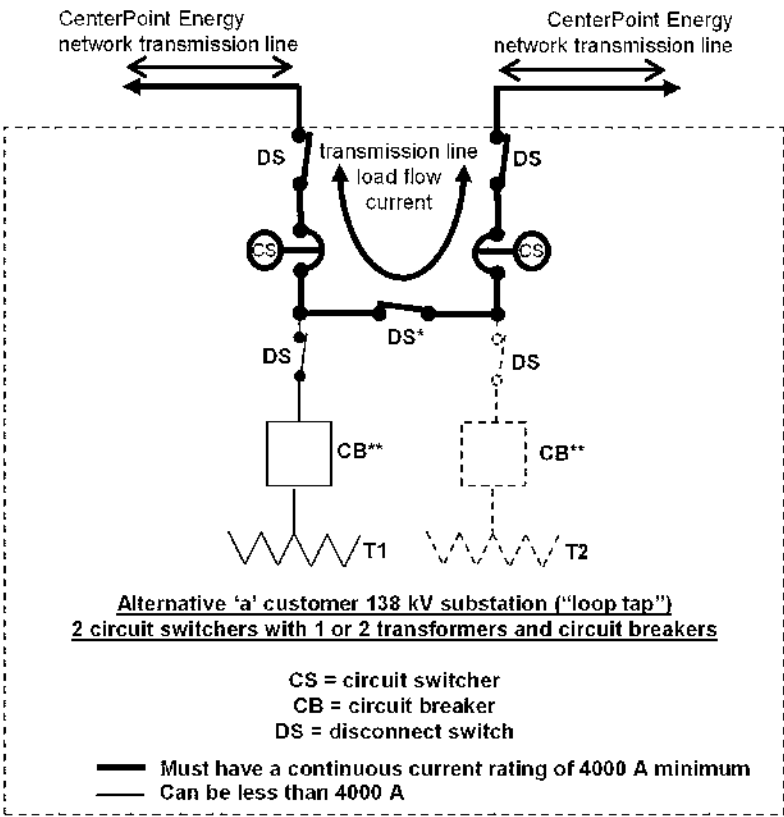 CenterPoint Energy
network transmission line
CenterPoint Energy
network transmission line
DS
transmission line
load flow
current
DS
CS
CS
DS*
DS
DS
CB**
CB**
T1
T2
Alternative 'a' customer 138 kV substation ("loop tap")
2 circuit switchers with 1 or 2 transformers and circuit breakers
CS = circuit switcher
CB = circuit breaker
DS = disconnect switch
Must have a continuous current rating of 4000 A minimum
Can be less than 4000 A